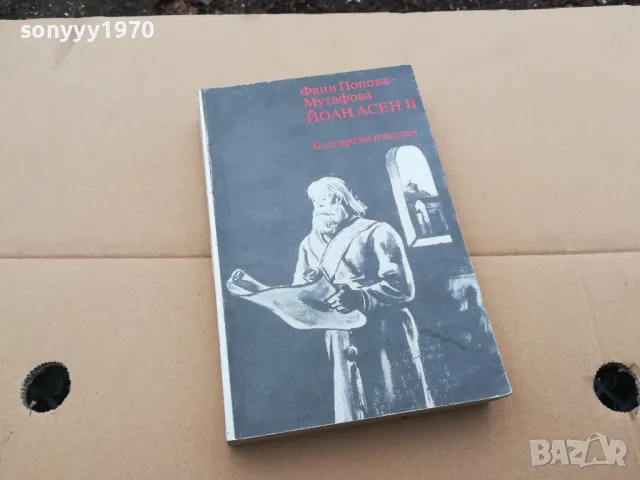 sonyyy1970
Фани Попова-
Мутафова
ЙОАН АСЕН II
Български писател
BAZAR